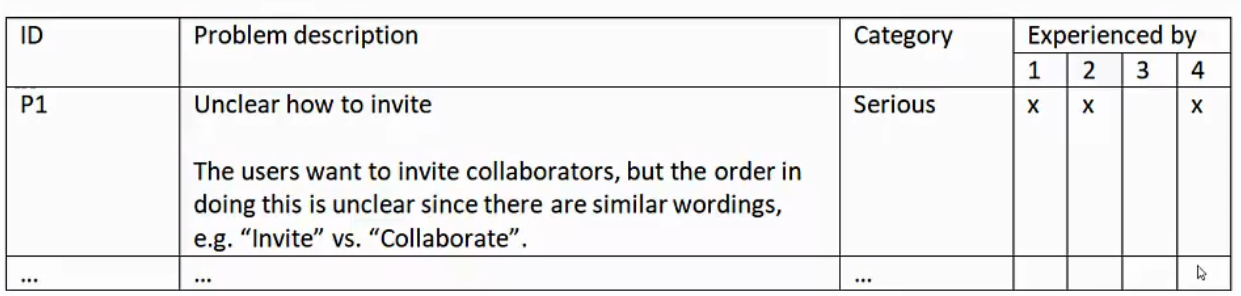 ID Problem description Category Experienced by
1 2 3 4
P1 Unclear how to invite Serious x x x
The users want to invite collaborators, but the order in
doing this is unclear since there are similar wordings,
e.g. “Invite” vs. “Collaborate”.
... ... ...